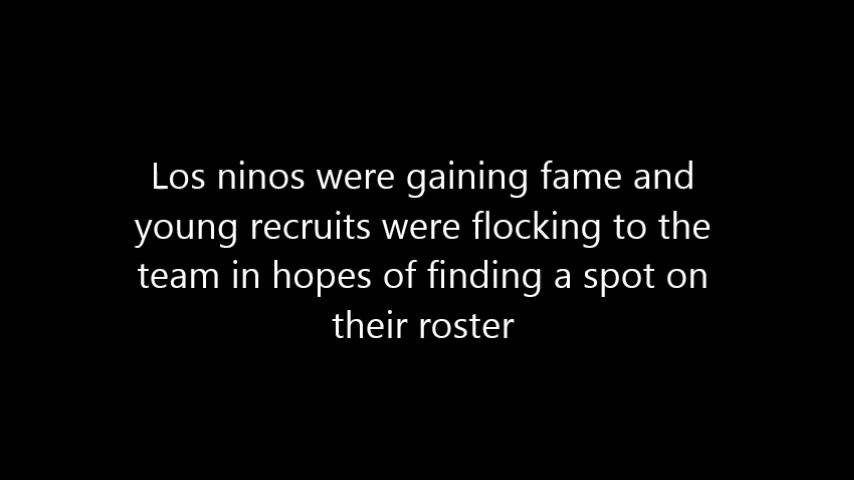 Los ninos were gaining fame and
young recruits were flocking to the
team in hopes of finding a spot on
their roster